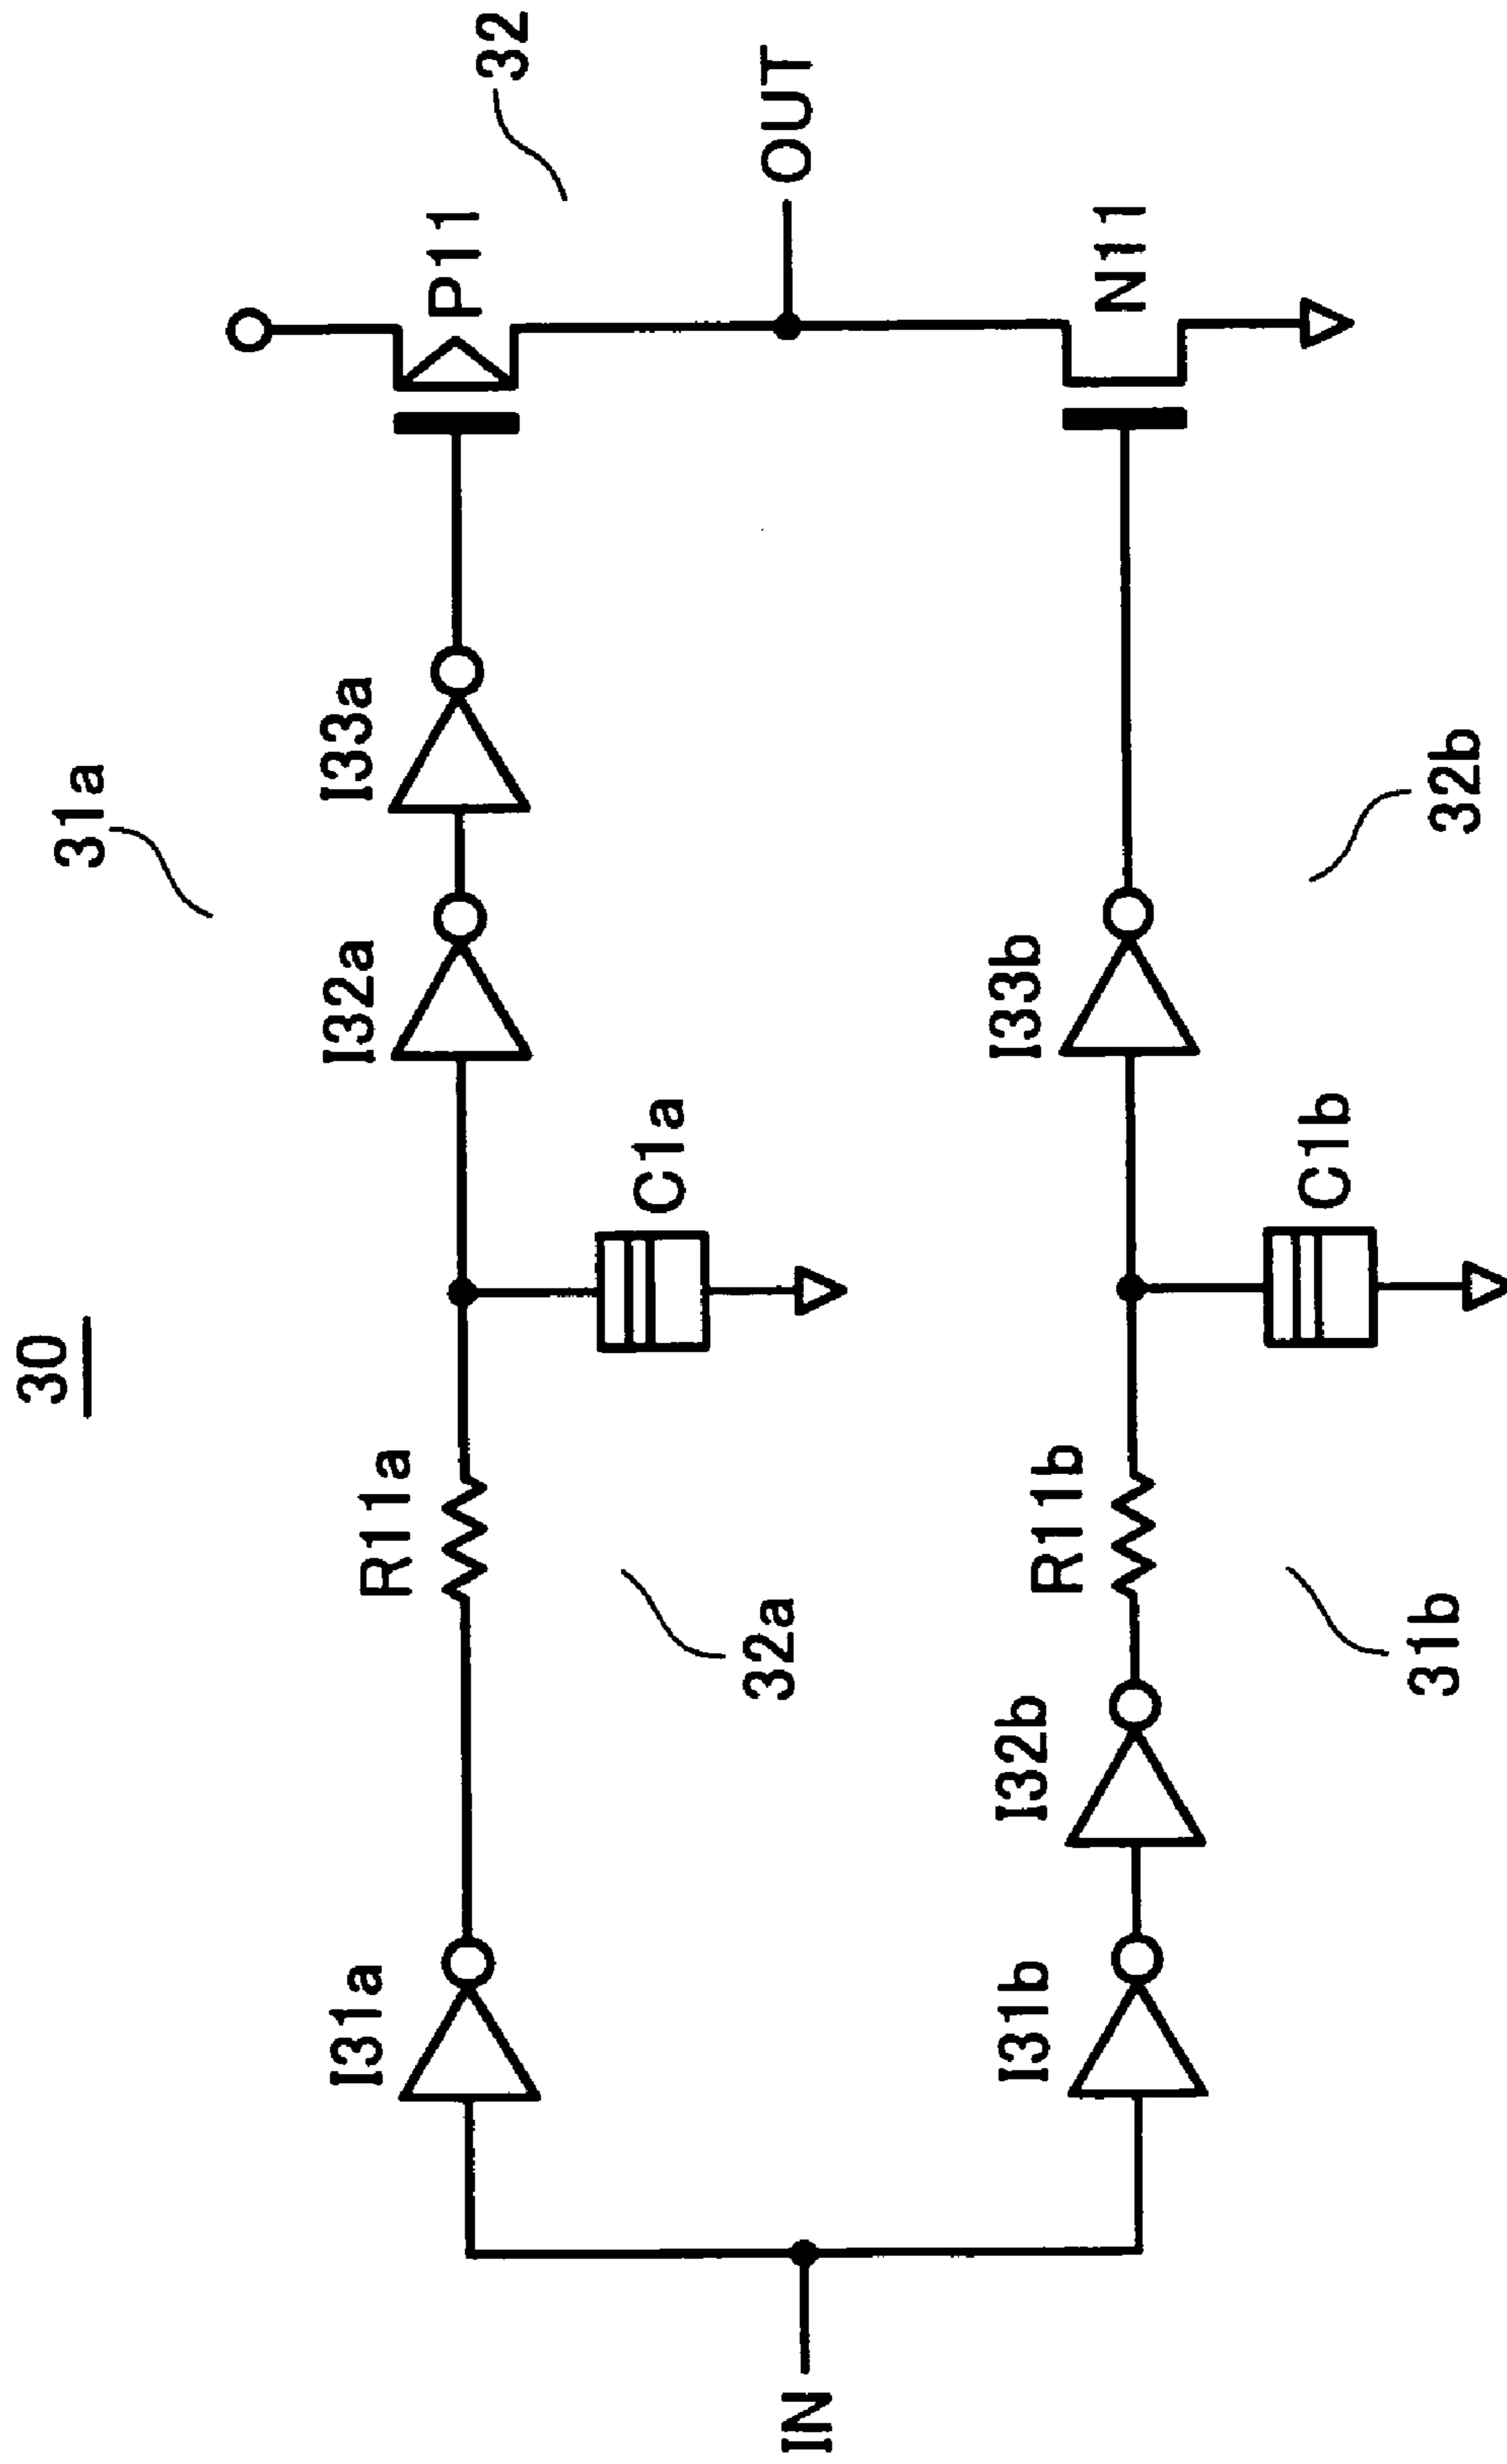 30
31a
I31a
R11a
I32a
I33a
P11
32
C1a
32a
IN
OUT
I31b
I32b
R11b
I33b
N11
C1b
31b
32b